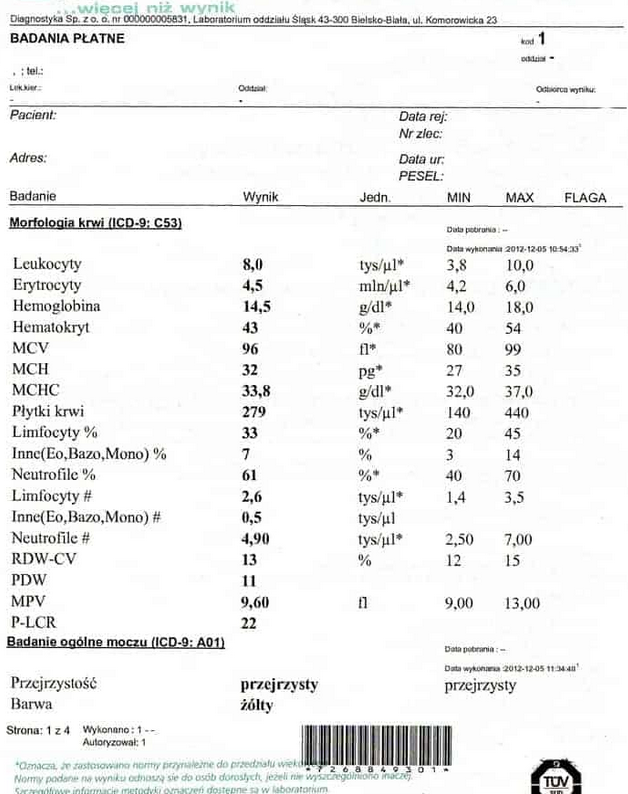 ...więcej niż wynik
Diagnostyka Sp. z o. o. nr 000000005831, Laboratorium oddziału Śląsk 43-300 Bielsko-Biała, ul. Komorowicka 23
BADANIA PŁATNE kod 1
oddział -
, ; tel.:
Lek.kier.: Oddział: Odbiorca wyniku:
- - -
Pacjent: Data rej:
Nr zlec:
Adres: Data ur:
PESEL:
Badanie Wynik Jedn. MIN MAX FLAGA
Morfologia krwi (ICD-9: C53) Data pobrania : --
Data wykonania :2012-12-05 10:54:33¹
Leukocyty 8,0 tys/µl* 3,8 10,0
Erytrocyty 4,5 mln/µl* 4,2 6,0
Hemoglobina 14,5 g/dl* 14,0 18,0
Hematokryt 43 %* 40 54
MCV 96 fl* 80 99
MCH 32 pg* 27 35
MCHC 33,8 g/dl* 32,0 37,0
Płytki krwi 279 tys/µl* 140 440
Limfocyty % 33 %* 20 45
Inne(Eo,Bazo,Mono) % 7 % 3 14
Neutrofile % 61 %* 40 70
Limfocyty # 2,6 tys/µl* 1,4 3,5
Inne(Eo,Bazo,Mono) # 0,5 tys/µl
Neutrofile # 4,90 tys/µl* 2,50 7,00
RDW-CV 13 % 12 15
PDW 11
MPV 9,60 fl 9,00 13,00
P-LCR 22
Badanie ogólne moczu (ICD-9: A01) Data pobrania : --
Data wykonania :2012-12-05 11:34:48¹
Przejrzystość przejrzysty przejrzysty
Barwa żółty
Strona: 1 z 4 Wykonano : 1 - -
Autoryzował: 1
*Oznacza, że zastosowano normy przynależne do przedziału wieko
*7268849301*
Normy podane na wyniku odnoszą się do osób dorosłych, jeżeli nie wyszczególniono inaczej.
Szczegółowe informacje metodyki oznaczeń dostępne są w laboratorium.
TÜV